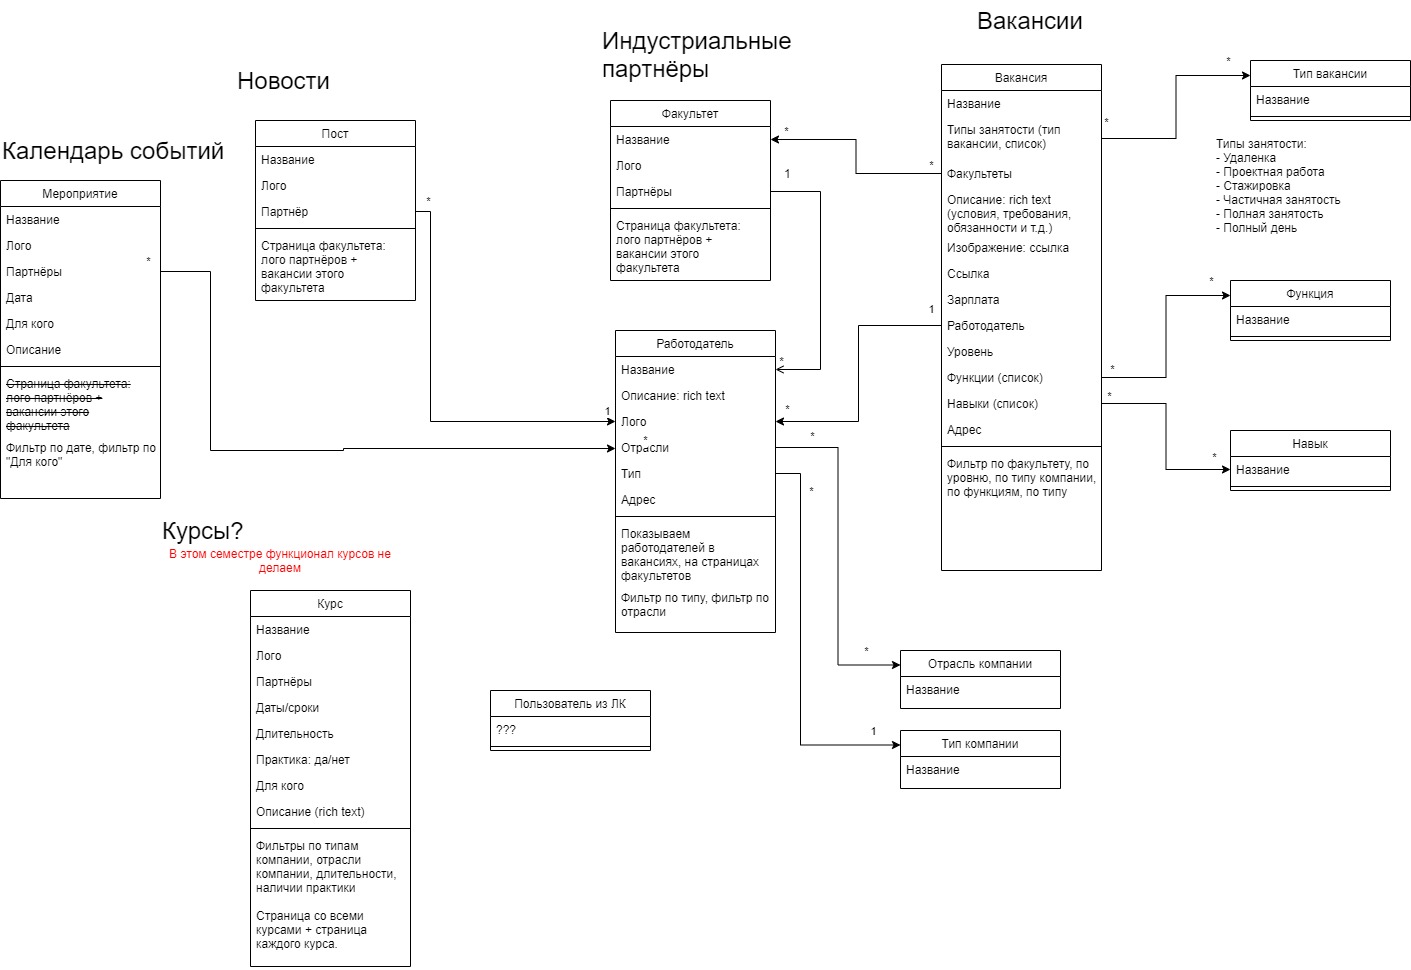 Календарь событий
Мероприятие
Название
Лого
Партнёры
Дата
Для кого
Описание
Страница факультета:
лого партнёров +
вакансии этого
факультета
Фильтр по дате, фильтр по
"Для кого"
*
Новости
Пост
Название
Лого
Партнёр
Страница факультета:
лого партнёров +
вакансии этого
факультета
*
1
*
Индустриальные
партнёры
Факультет
Название
Лого
Партнёры
Страница факультета:
лого партнёров +
вакансии этого
факультета
*
1
Работодатель
Название
Описание: rich text
Лого
Отрасли
Тип
Адрес
Показываем
работодателей в
вакансиях, на страницах
факультетов
Фильтр по типу, фильтр по
отрасли
*
*
*
*
Вакансии
Вакансия
Название
Типы занятости (тип
вакансии, список)
Факультеты
Описание: rich text
(условия, требования,
обязанности и т.д.)
Изображение: ссылка
Ссылка
Зарплата
Работодатель
Уровень
Функции (список)
Навыки (список)
Адрес
Фильтр по факультету, по
уровню, по типу компании,
по функциям, по типу
*
1
*
*
*
*
Тип вакансии
Название
Типы занятости:
- Удаленка
- Проектная работа
- Стажировка
- Частичная занятость
- Полная занятость
- Полный день
*
Функция
Название
*
Навык
Название
*
Отрасль компании
Название
1
Тип компании
Название
Курсы?
В этом семестре функционал курсов не
делаем
Курс
Название
Лого
Партнёры
Даты/сроки
Длительность
Практика: да/нет
Для кого
Описание (rich text)
Фильтры по типам
компании, отрасли
компании, длительности,
наличии практики
Страница со всеми
курсами + страница
каждого курса.
Пользователь из ЛК
???